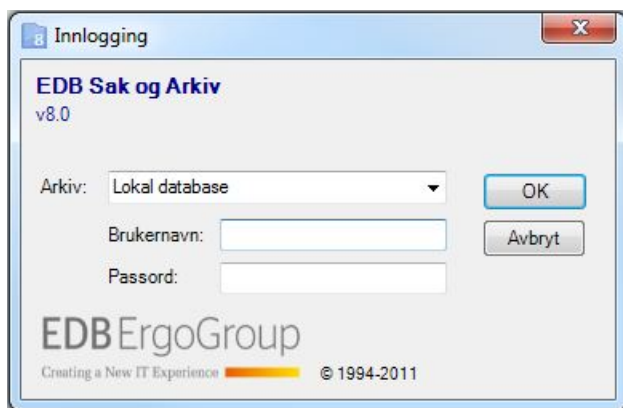 8 Innlogging
EDB Sak og Arkiv
v8.0
Arkiv: Lokal database OK
Brukernavn: Avbryt
Passord:
EDB ErgoGroup
Creating a New IT Experience © 1994-2011